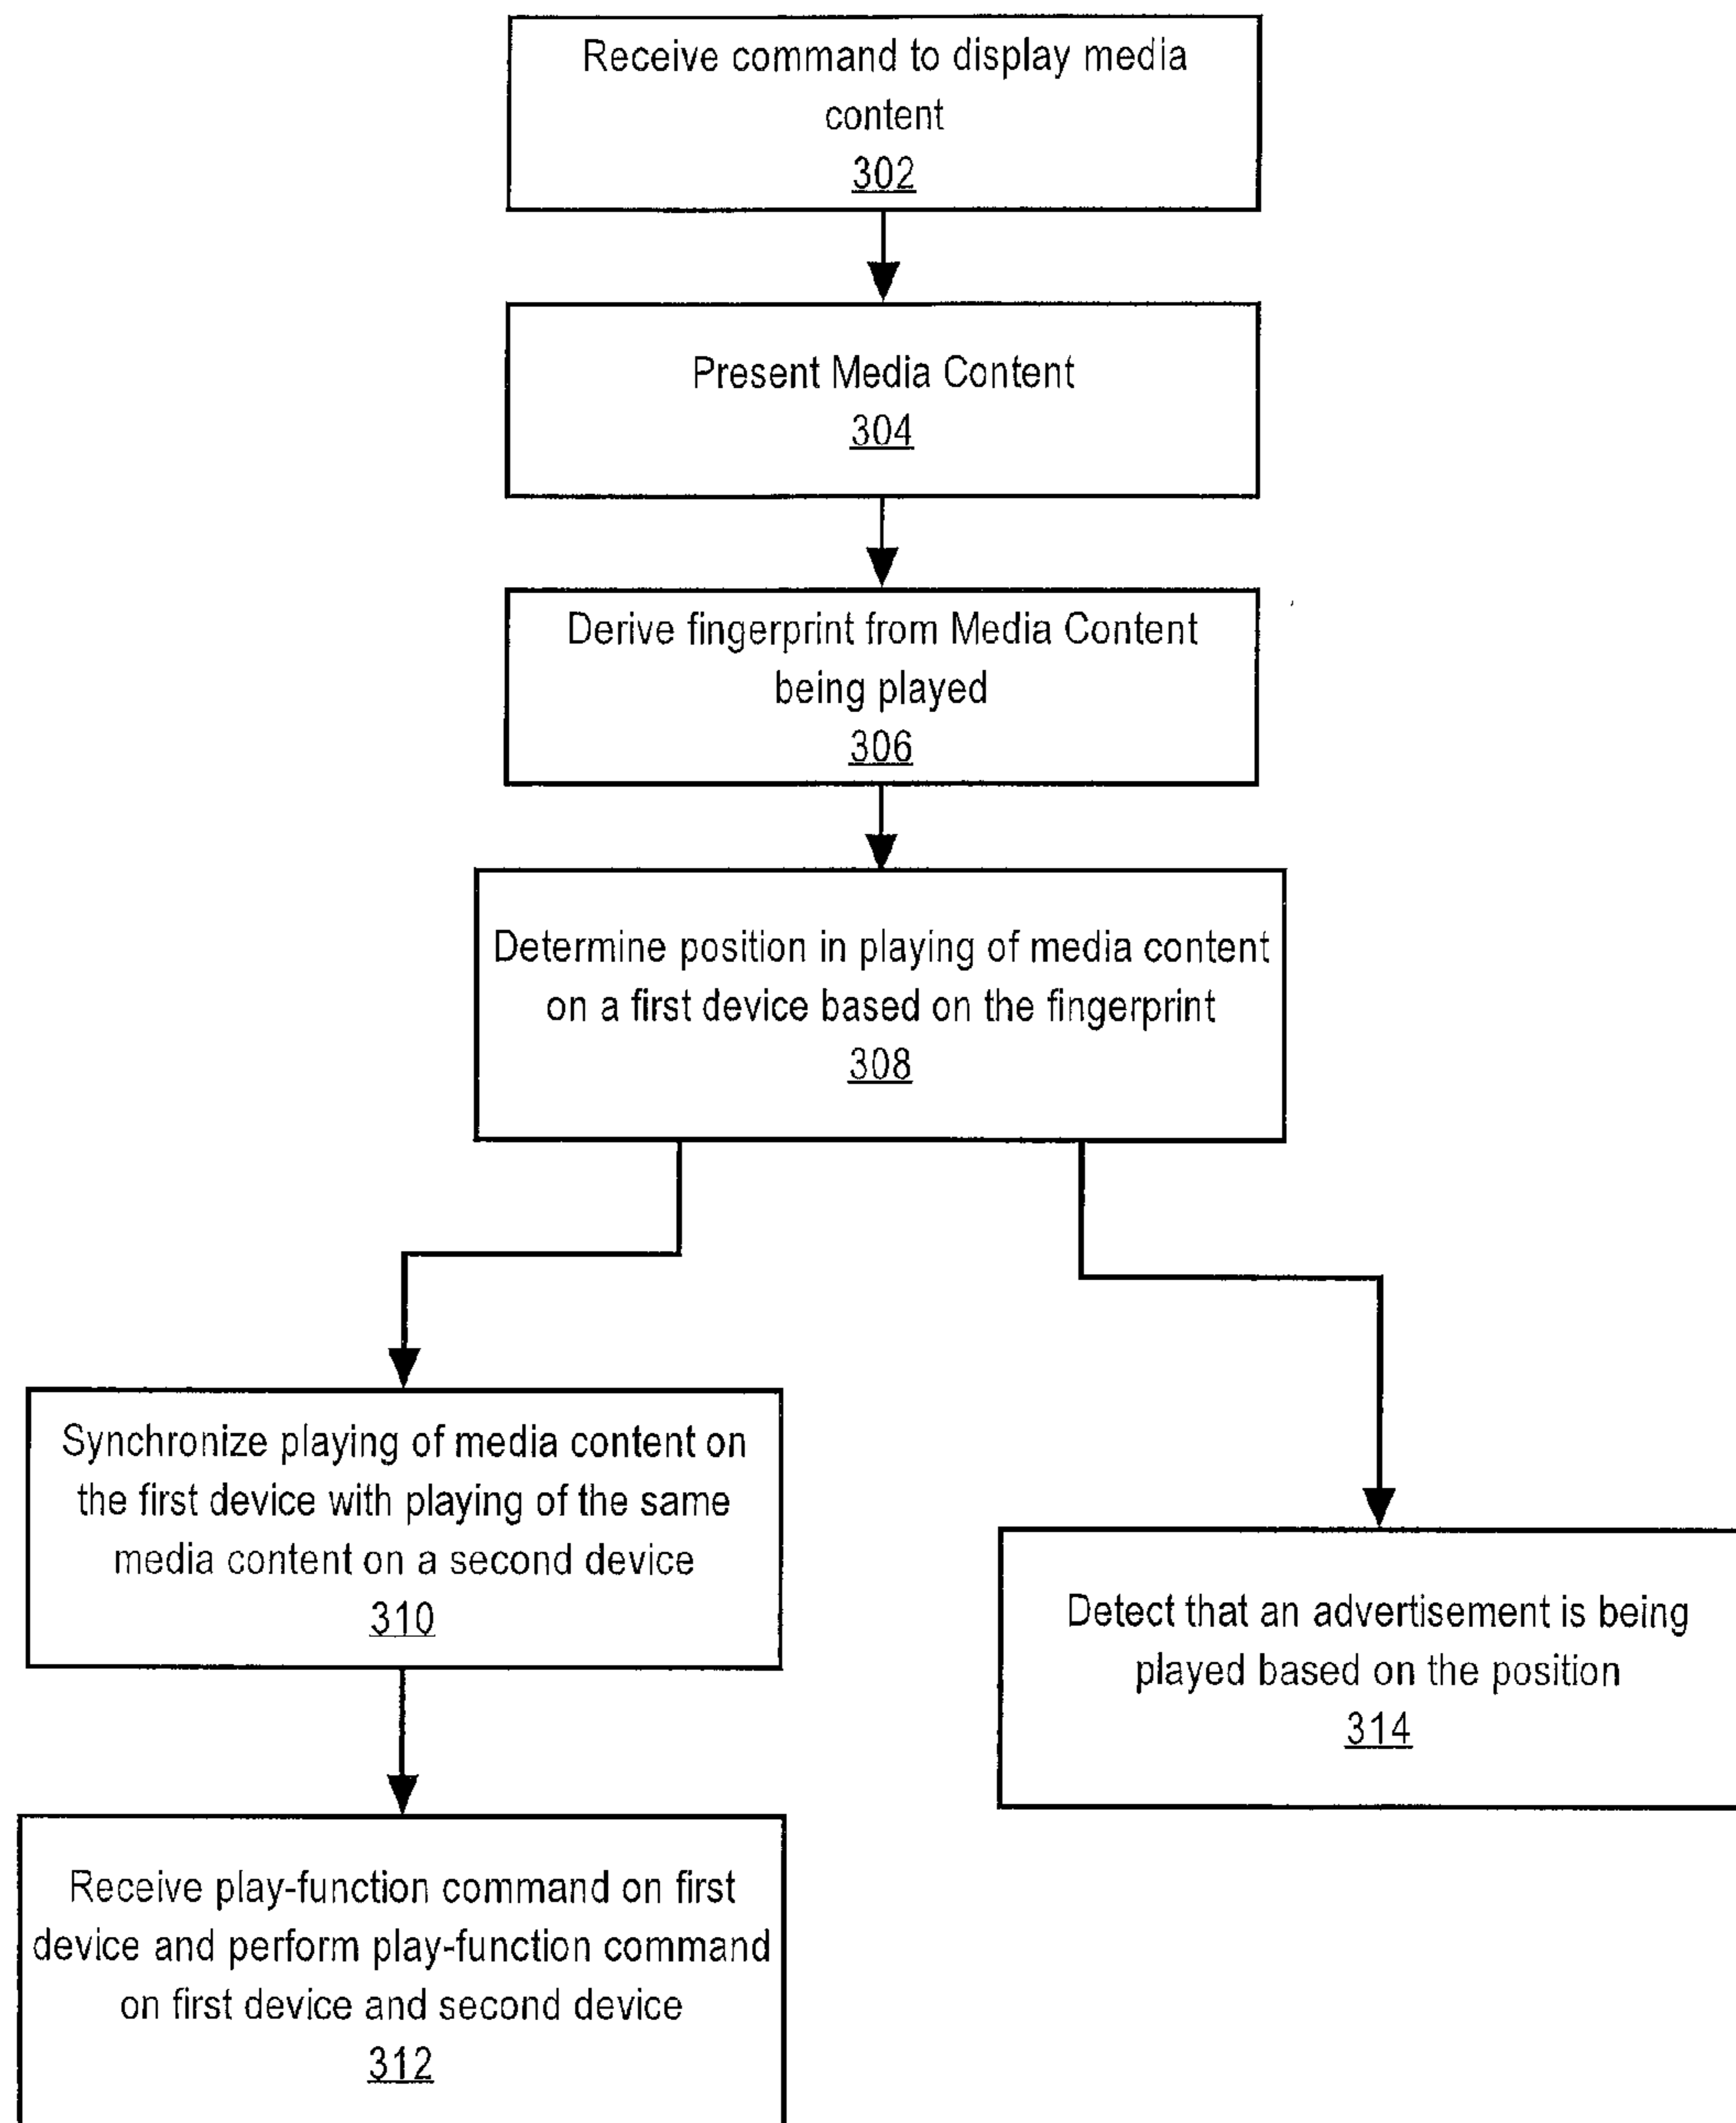 Receive command to display media
content
302
Present Media Content
304
Derive fingerprint from Media Content
being played
306
Determine position in playing of media content
on a first device based on the fingerprint
308
Synchronize playing of media content on
the first device with playing of the same
media content on a second device
310
Receive play-function command on first
device and perform play-function command
on first device and second device
312
Detect that an advertisement is being
played based on the position
314